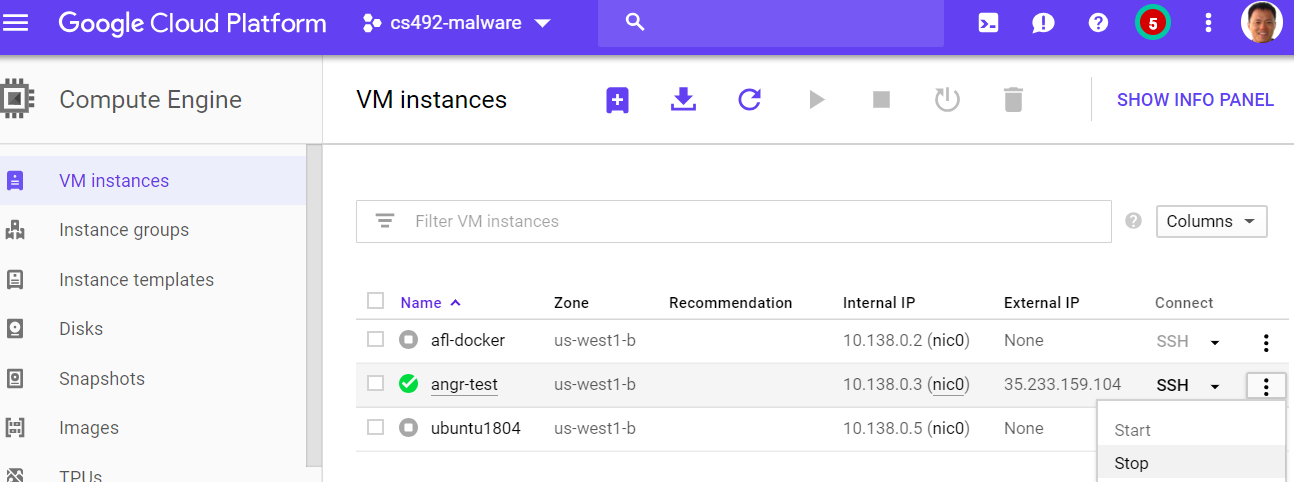 Google Cloud Platform cs492-malware 5
Compute Engine VM instances SHOW INFO PANEL
VM instances
Instance groups
Instance templates
Disks
Snapshots
Images
TPUs
Filter VM instances ? Columns
Name Zone Recommendation Internal IP External IP Connect
afl-docker us-west1-b 10.138.0.2 (nic0) None SSH
angr-test us-west1-b 10.138.0.3 (nic0) 35.233.159.104 SSH
ubuntu1804 us-west1-b 10.138.0.5 (nic0) None
Start
Stop